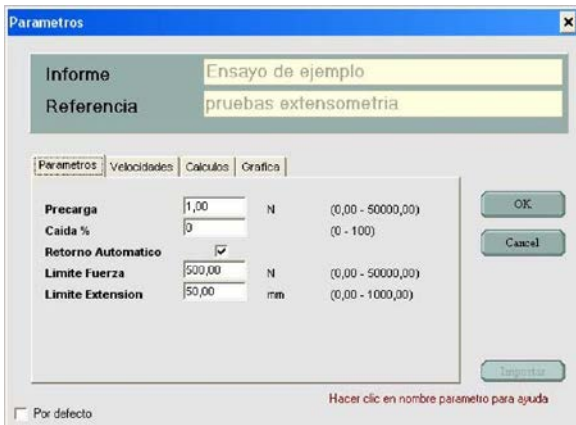 Parametros
Informe Ensayo de ejemplo
Referencia pruebas extensometria
Parametros Velocidades Calculos Grafica
Precarga 1,00 N (0,00 - 50000,00)
Caida % 0 (0 - 100)
Retorno Automatico
Limite Fuerza 500,00 N (0,00 - 50000,00)
Limite Extension 50,00 mm (0,00 - 1000,00)
OK
Cancel
Importar
Hacer clic en nombre parametro para ayuda
Por defecto